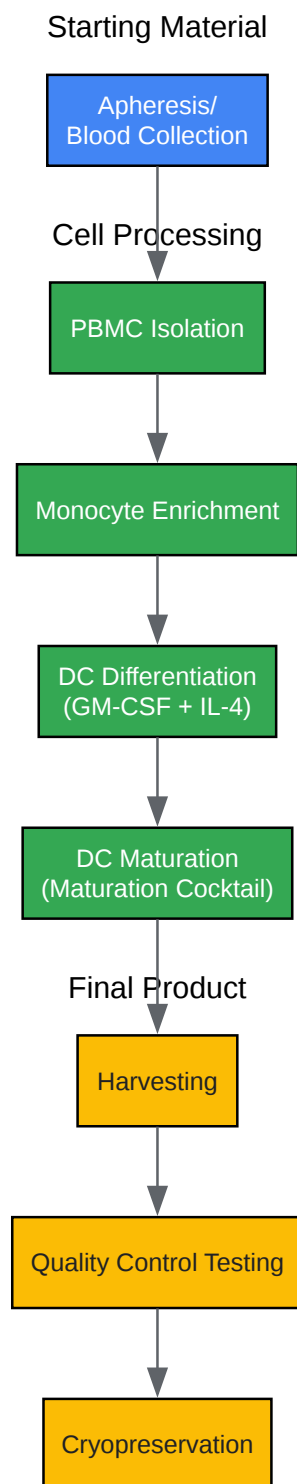 Starting Material
Apheresis/
Blood Collection
Cell Processing
PBMC Isolation
Monocyte Enrichment
DC Differentiation
(GM-CSF + IL-4)
DC Maturation
(Maturation Cocktail)
Final Product
Harvesting
Quality Control Testing
Cryopreservation